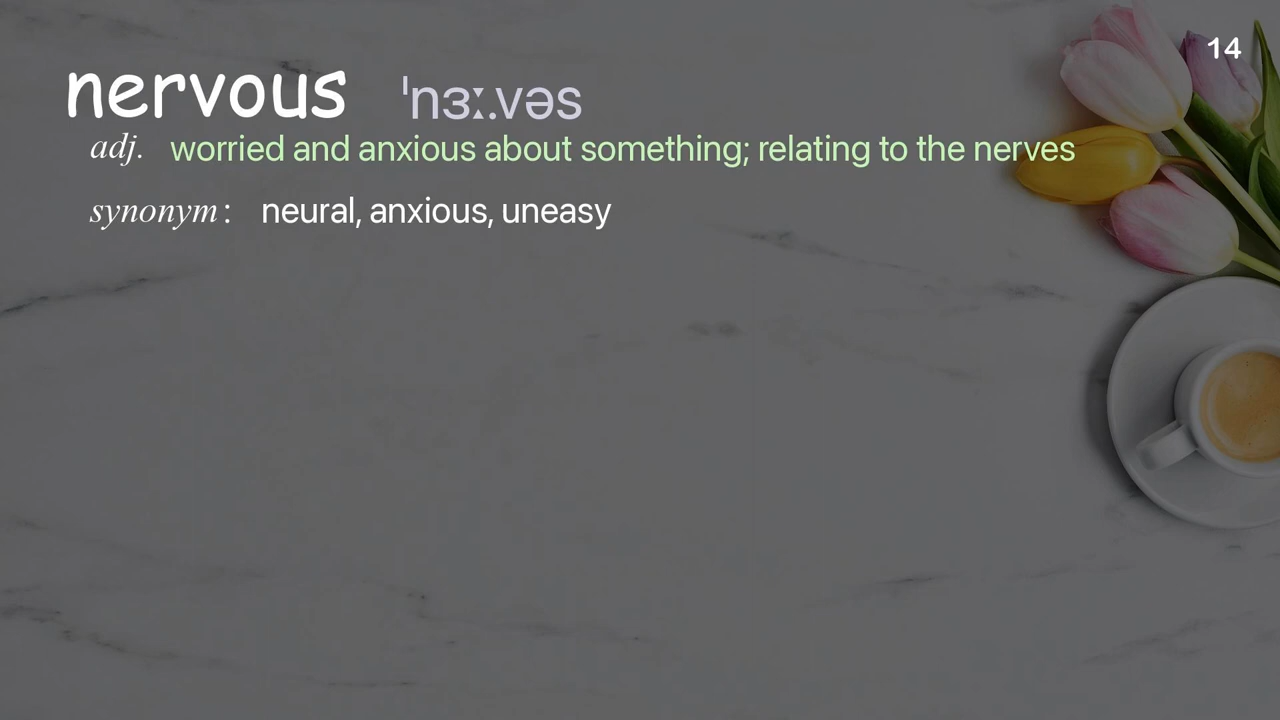 14
nervous ˈnɜː.vəs
adj. worried and anxious about something; relating to the nerves
synonym: neural, anxious, uneasy